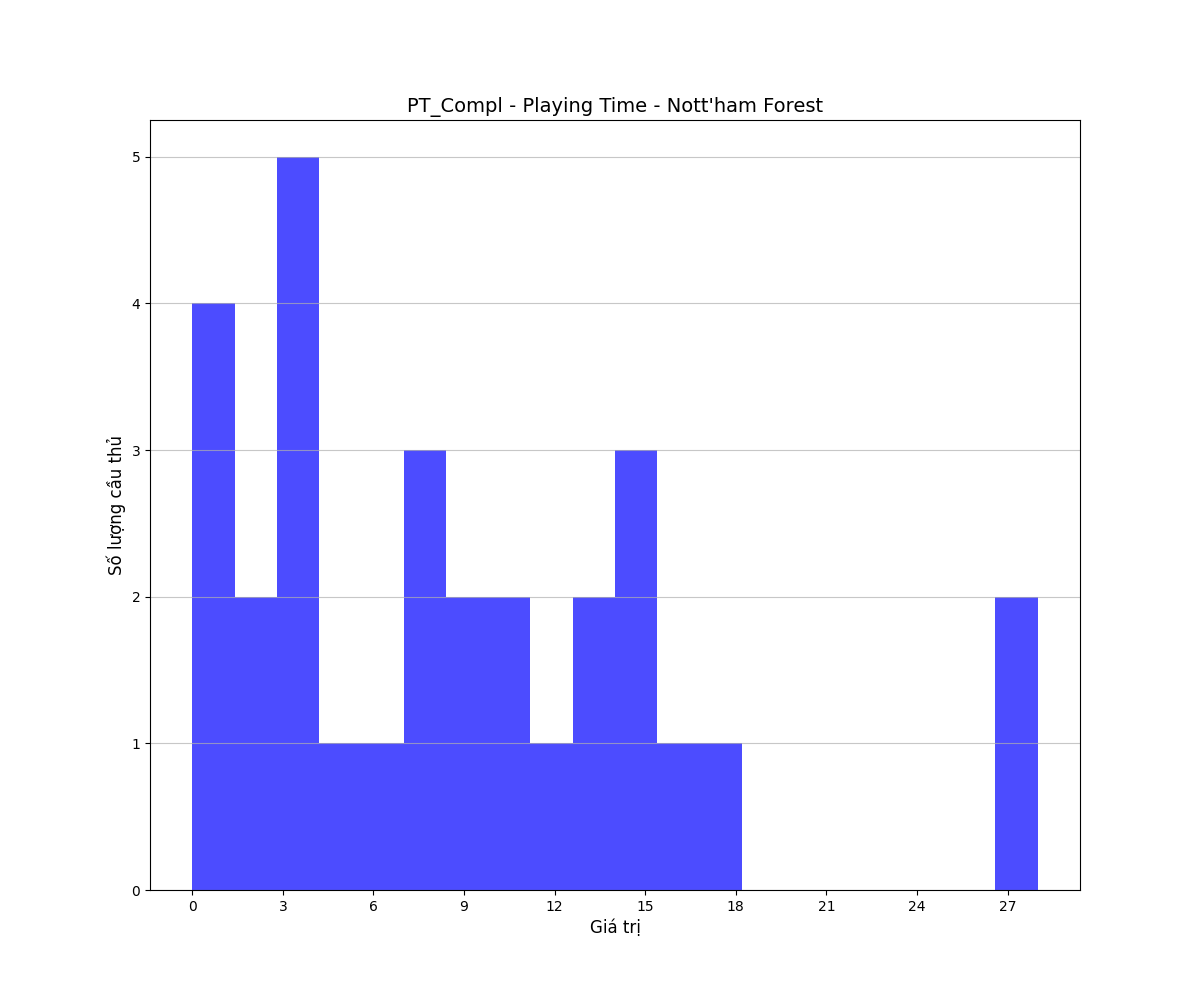 PT_Compl - Playing Time - Nott'ham Forest
Số lượng cầu thủ
5
4
3
2
1
0
0 3 6 9 12 15 18 21 24 27
Giá trị